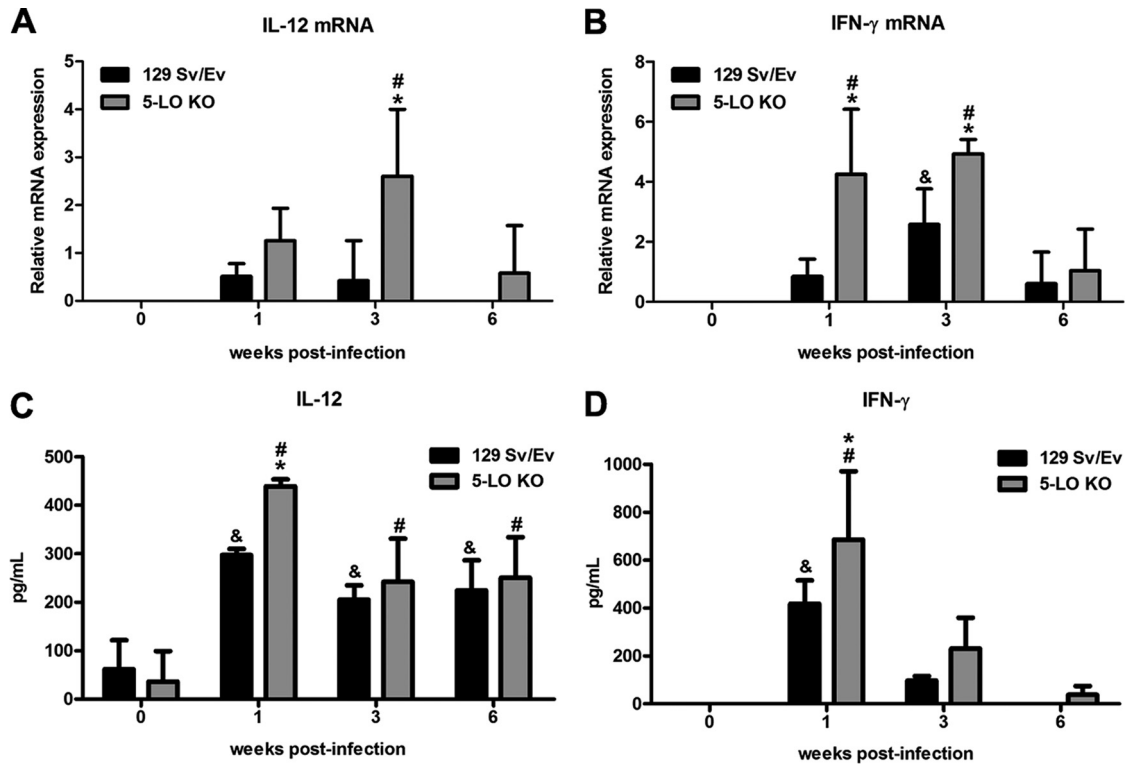 A
IL-12 mRNA
Relative mRNA expression
5
4
3
2
1
0
129 Sv/Ev
5-LO KO
#
*
0 1 3 6
weeks post-infection
B
IFN-γ mRNA
Relative mRNA expression
8
6
4
2
0
129 Sv/Ev
5-LO KO
#
*
&
#
*
0 1 3 6
weeks post-infection
C
IL-12
pg/mL
500
400
300
200
100
0
129 Sv/Ev
5-LO KO
&
#
*
&
#
&
#
0 1 3 6
weeks post-infection
D
IFN-γ
pg/mL
1000
800
600
400
200
0
129 Sv/Ev
5-LO KO
&
*
#
0 1 3 6
weeks post-infection